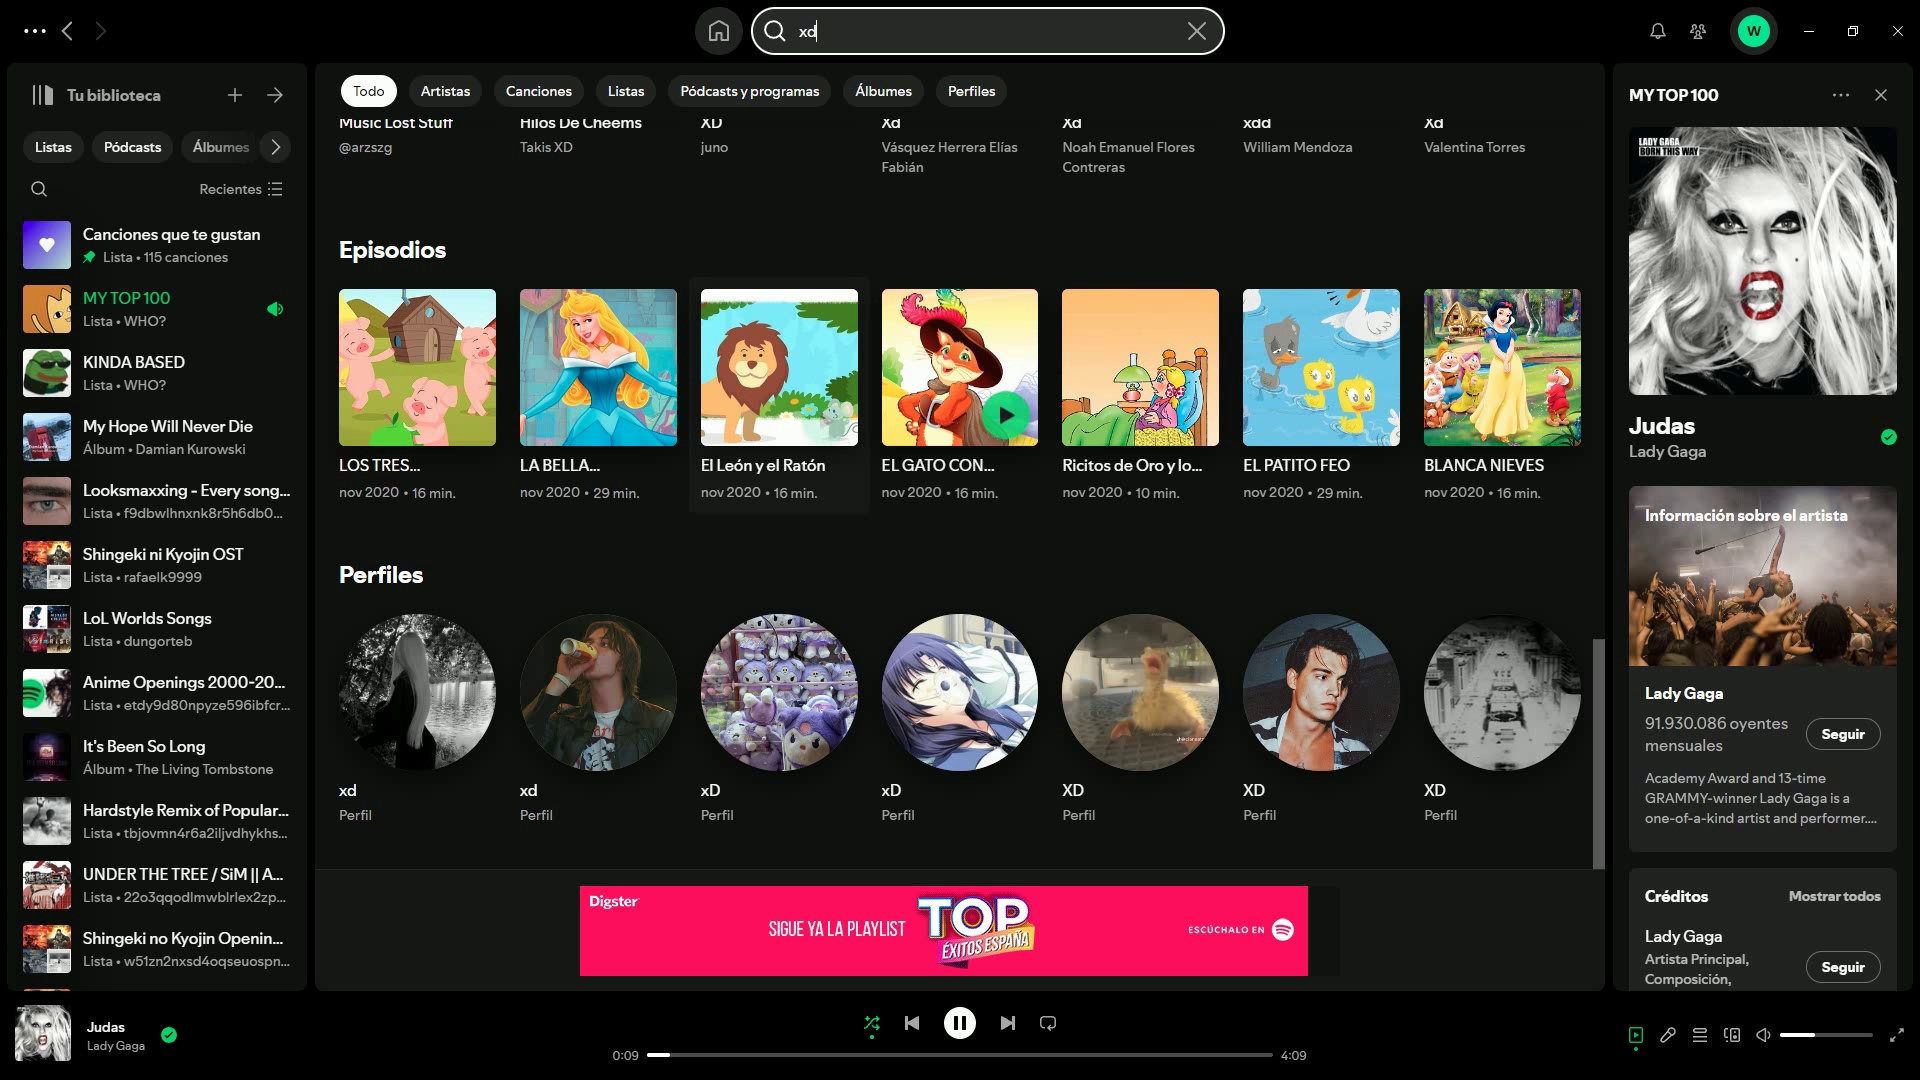 xd
W
Tu biblioteca
Listas
Pódcasts
Álbumes
Recientes
Canciones que te gustan
Lista • 115 canciones
MY TOP 100
Lista • WHO?
KINDA BASED
Lista • WHO?
My Hope Will Never Die
Álbum • Damian Kurowski
Looksmaxxing - Every song...
Lista • f9dbwlhnxnk8r5h6db0...
Shingeki ni Kyojin OST
Lista • rafaelk9999
LoL Worlds Songs
Lista • dungorteb
Anime Openings 2000-20...
Lista • etdy9d80npyze596ibfcr...
It's Been So Long
Álbum • The Living Tombstone
Hardstyle Remix of Popular...
Lista • tbjovmn4r6a2iljvdhykhs...
UNDER THE TREE / SiM || A...
Lista • 22o3qqodlmwblrlex2zp...
Shingeki no Kyojin Openin...
Lista • w51zn2nxsd4oqseuospn...
Todo
Artistas
Canciones
Listas
Pódcasts y programas
Álbumes
Perfiles
Music Lost Stuff
@arzszg
Hilos De Cheems
Takis XD
XD
juno
Xd
Vásquez Herrera Elías
Fabián
Xd
Noah Emanuel Flores
Contreras
xdd
William Mendoza
Xd
Valentina Torres
Episodios
LOS TRES...
nov 2020 • 16 min.
LA BELLA...
nov 2020 • 29 min.
El León y el Ratón
nov 2020 • 16 min.
EL GATO CON...
nov 2020 • 16 min.
Ricitos de Oro y lo...
nov 2020 • 10 min.
EL PATITO FEO
nov 2020 • 29 min.
BLANCA NIEVES
nov 2020 • 16 min.
Perfiles
xd
Perfil
xd
Perfil
xD
Perfil
xD
Perfil
XD
Perfil
XD
Perfil
XD
Perfil
Digster
SIGUE YA LA PLAYLIST
TOP
ÉXITOS ESPAÑA
ESCÚCHALO EN
MY TOP 100
LADY GAGA
BORN THIS WAY
Judas
Lady Gaga
Información sobre el artista
Lady Gaga
91.930.086 oyentes
mensuales
Seguir
Academy Award and 13-time
GRAMMY-winner Lady Gaga is a
one-of-a-kind artist and performer....
Créditos
Mostrar todos
Lady Gaga
Artista Principal,
Composición,
Seguir
Judas
Lady Gaga
0:09
4:09